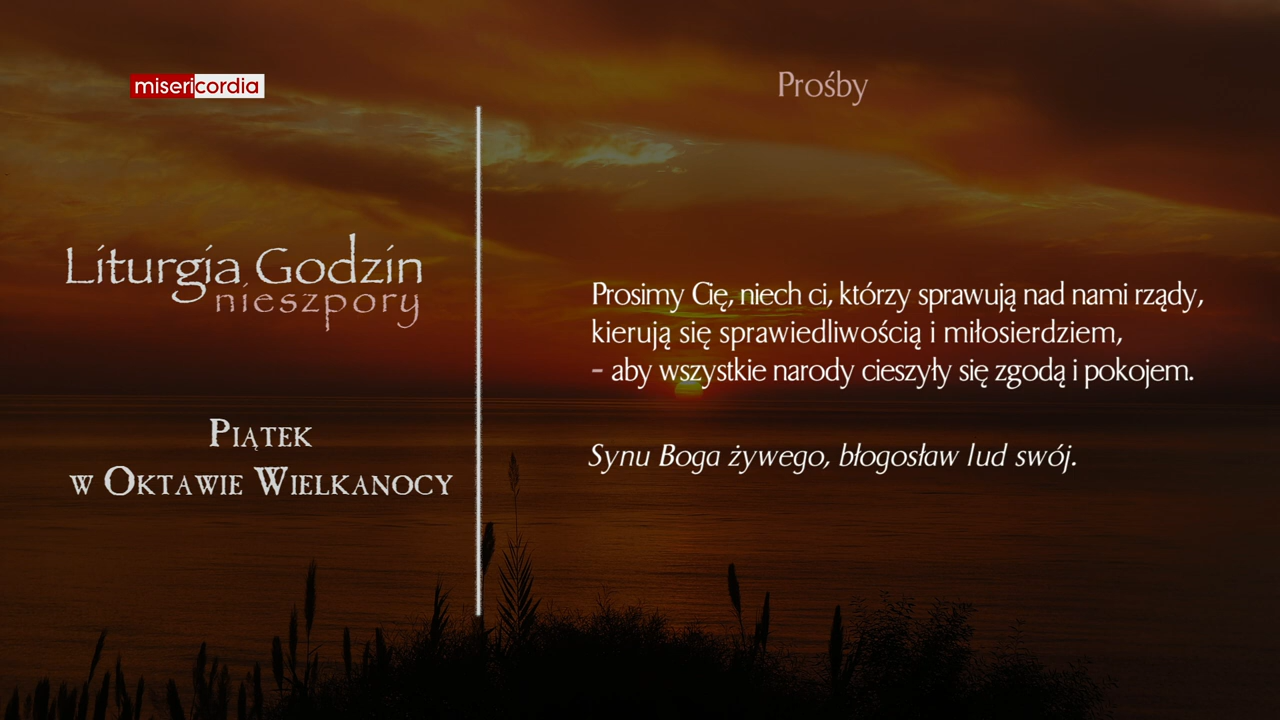 misericordia
Liturgia Godzin
nieszpory
Piątek
w Oktawie Wielkanocy
Prośby
Prosimy Cię, niech ci, którzy sprawują nad nami rządy,
kierują się sprawiedliwością i miłosierdziem,
- aby wszystkie narody cieszyły się zgodą i pokojem.
Synu Boga żywego, błogosław lud swój.